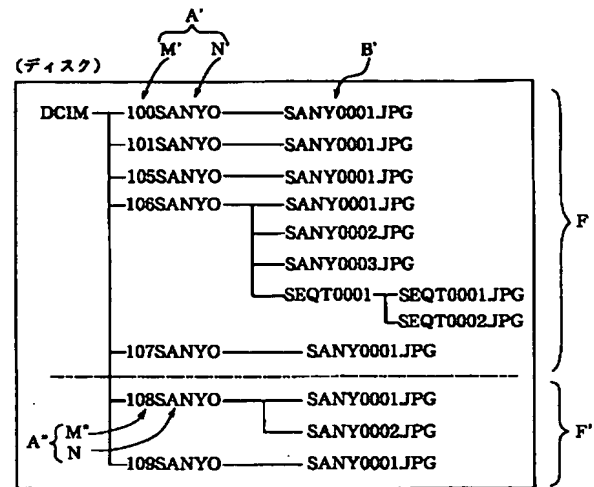 A'
M' N B'
(ディスク)
DCIM 100SANYO SANY0001.JPG
101SANYO SANY0001.JPG
105SANYO SANY0001.JPG
106SANYO SANY0001.JPG
SANY0002.JPG
F
SANY0003.JPG
SEQT0001 SEQT0001.JPG
SEQT0002.JPG
107SANYO SANY0001.JPG
108SANYO SANY0001.JPG
A" M" SANY0002.JPG F'
N
109SANYO SANY0001.JPG